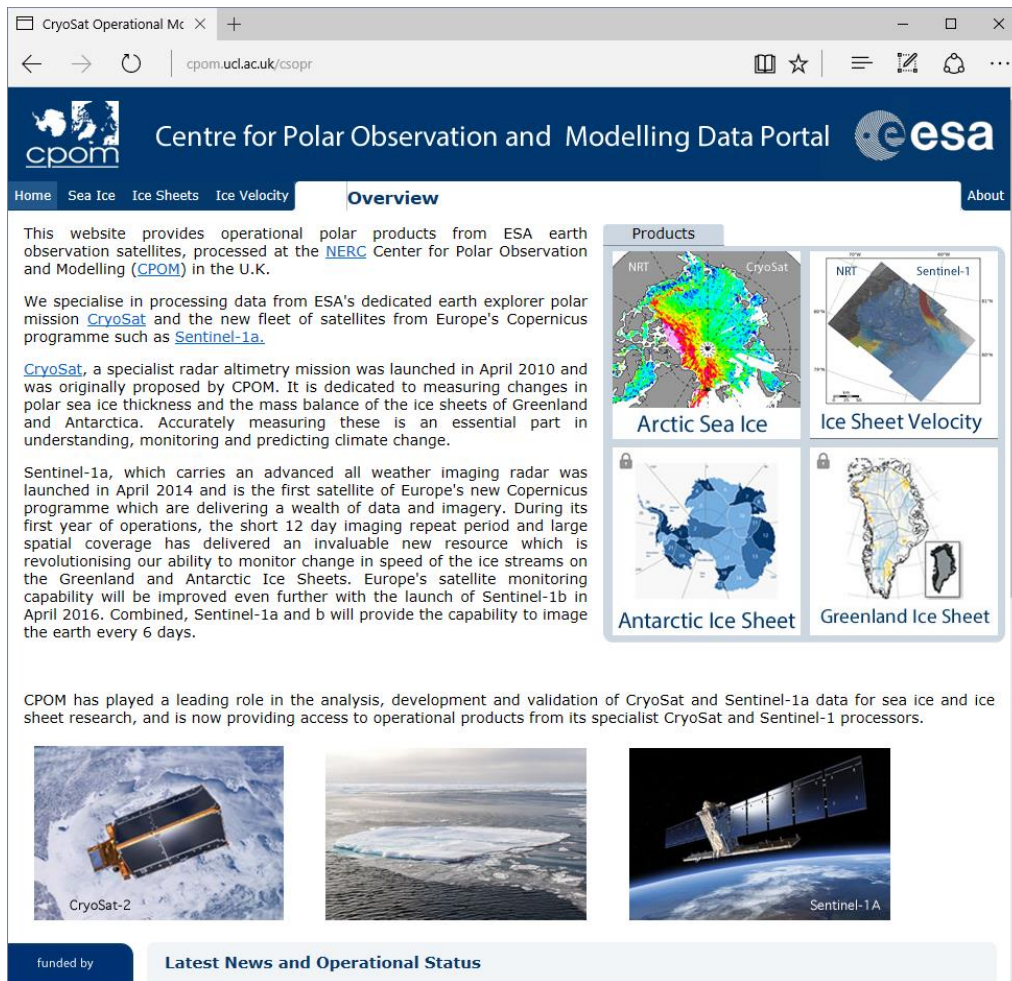 CryoSat Operational Mc
cpom.ucl.ac.uk/csopr
cpom
Centre for Polar Observation and Modelling Data Portal
esa
Home Sea Ice Ice Sheets Ice Velocity
Overview
About
This website provides operational polar products from ESA earth
observation satellites, processed at the NERC Center for Polar Observation
and Modelling (CPOM) in the U.K.
We specialise in processing data from ESA's dedicated earth explorer polar
mission CryoSat and the new fleet of satellites from Europe's Copernicus
programme such as Sentinel-1a.
CryoSat, a specialist radar altimetry mission was launched in April 2010 and
was originally proposed by CPOM. It is dedicated to measuring changes in
polar sea ice thickness and the mass balance of the ice sheets of Greenland
and Antarctica. Accurately measuring these is an essential part in
understanding, monitoring and predicting climate change.
Sentinel-1a, which carries an advanced all weather imaging radar was
launched in April 2014 and is the first satellite of Europe's new Copernicus
programme which are delivering a wealth of data and imagery. During its
first year of operations, the short 12 day imaging repeat period and large
spatial coverage has delivered an invaluable new resource which is
revolutionising our ability to monitor change in speed of the ice streams on
the Greenland and Antarctic Ice Sheets. Europe's satellite monitoring
capability will be improved even further with the launch of Sentinel-1b in
April 2016. Combined, Sentinel-1a and b will provide the capability to image
the earth every 6 days.
Products
NRT CryoSat
Arctic Sea Ice
NRT Sentinel-1
Ice Sheet Velocity
Antarctic Ice Sheet
Greenland Ice Sheet
CPOM has played a leading role in the analysis, development and validation of CryoSat and Sentinel-1a data for sea ice and ice
sheet research, and is now providing access to operational products from its specialist CryoSat and Sentinel-1 processors.
CryoSat-2
Sentinel-1A
funded by
Latest News and Operational Status